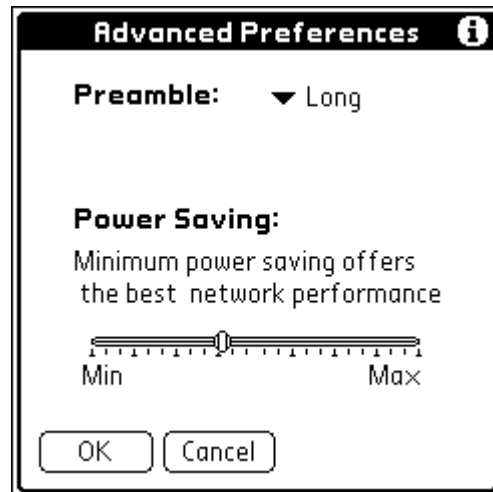 Advanced Preferences
Preamble: Long
Power Saving:
Minimum power saving offers
the best network performance
Min Max
OK Cancel